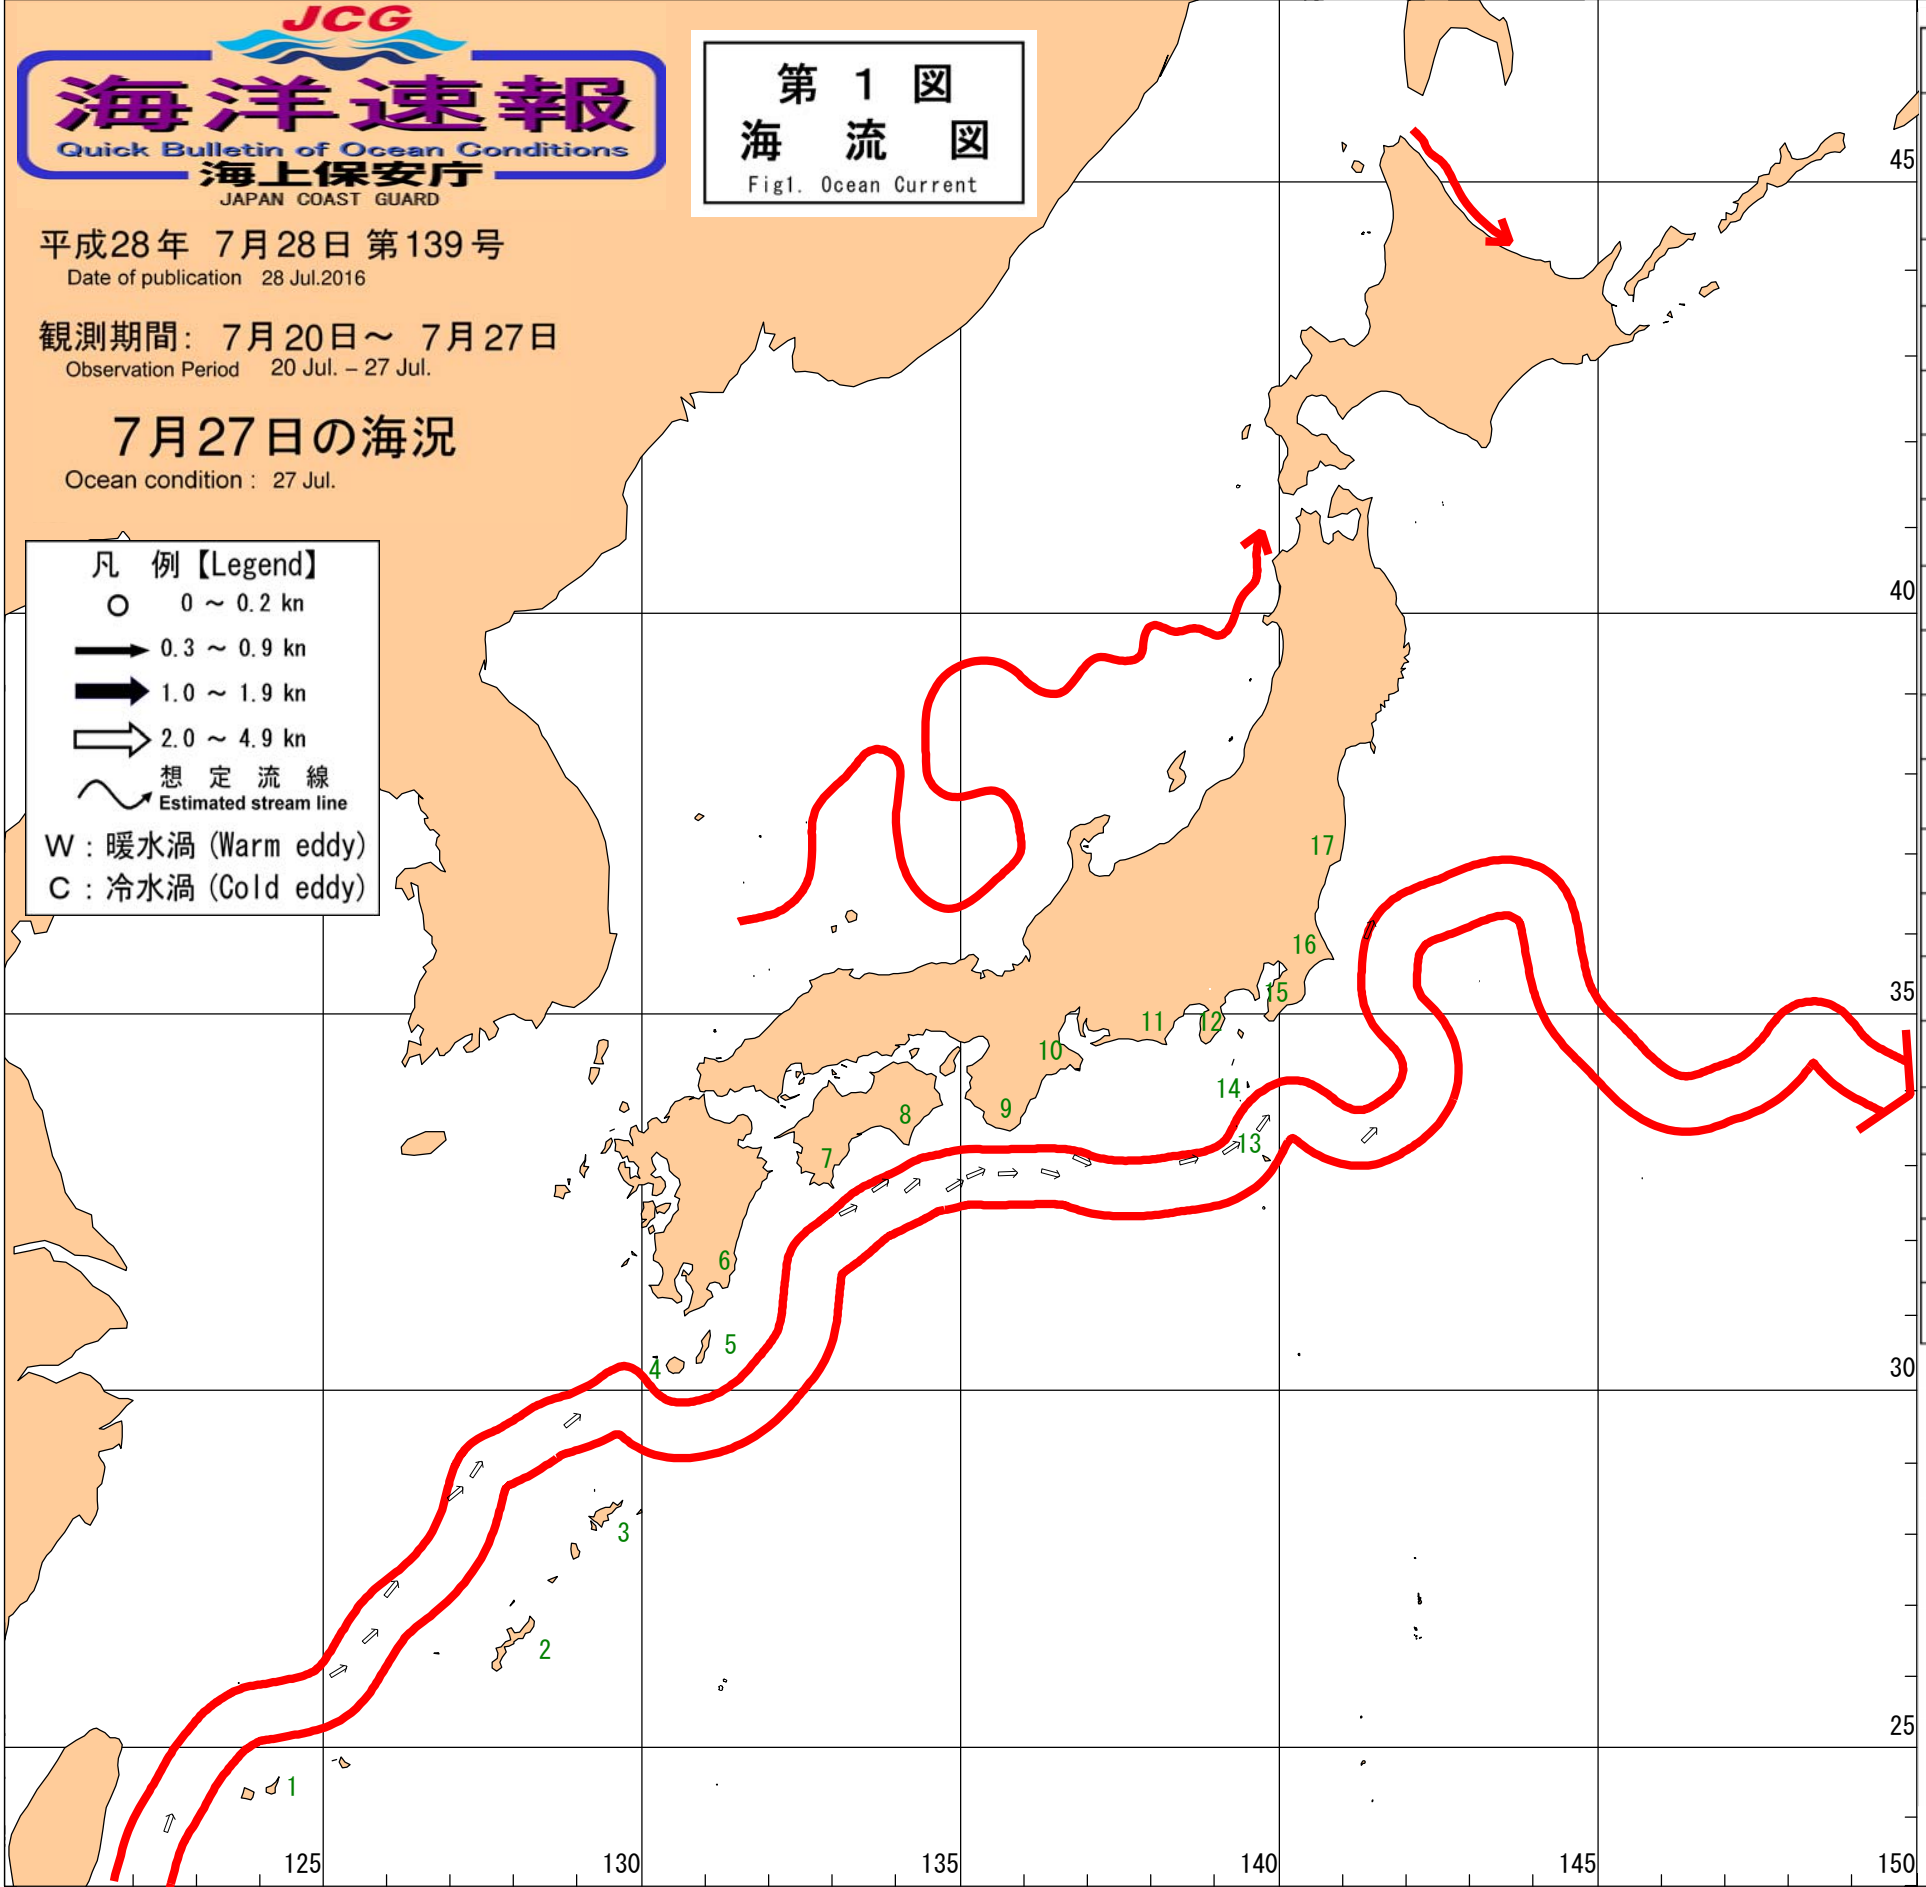 JCG
海洋速報
Quick Bulletin of Ocean Conditions
海上保安庁
JAPAN COAST GUARD
平成28年 7月28日 第139号
Date of publication 28 Jul.2016
観測期間: 7月20日～ 7月27日
Observation Period 20 Jul. – 27 Jul.
7月27日の海況
Ocean condition : 27 Jul.
第 1 図
海 流 図
Fig1. Ocean Current
凡 例【Legend】
0 ～ 0.2 kn
0.3 ～ 0.9 kn
1.0 ～ 1.9 kn
2.0 ～ 4.9 kn
想 定 流 線
Estimated stream line
W : 暖水渦 (Warm eddy)
C : 冷水渦 (Cold eddy)
45
40
17
16
35
15
11
12
10
14
9
8
13
7
6
5
4
30
3
2
25
1
125
130
135
140
145
150